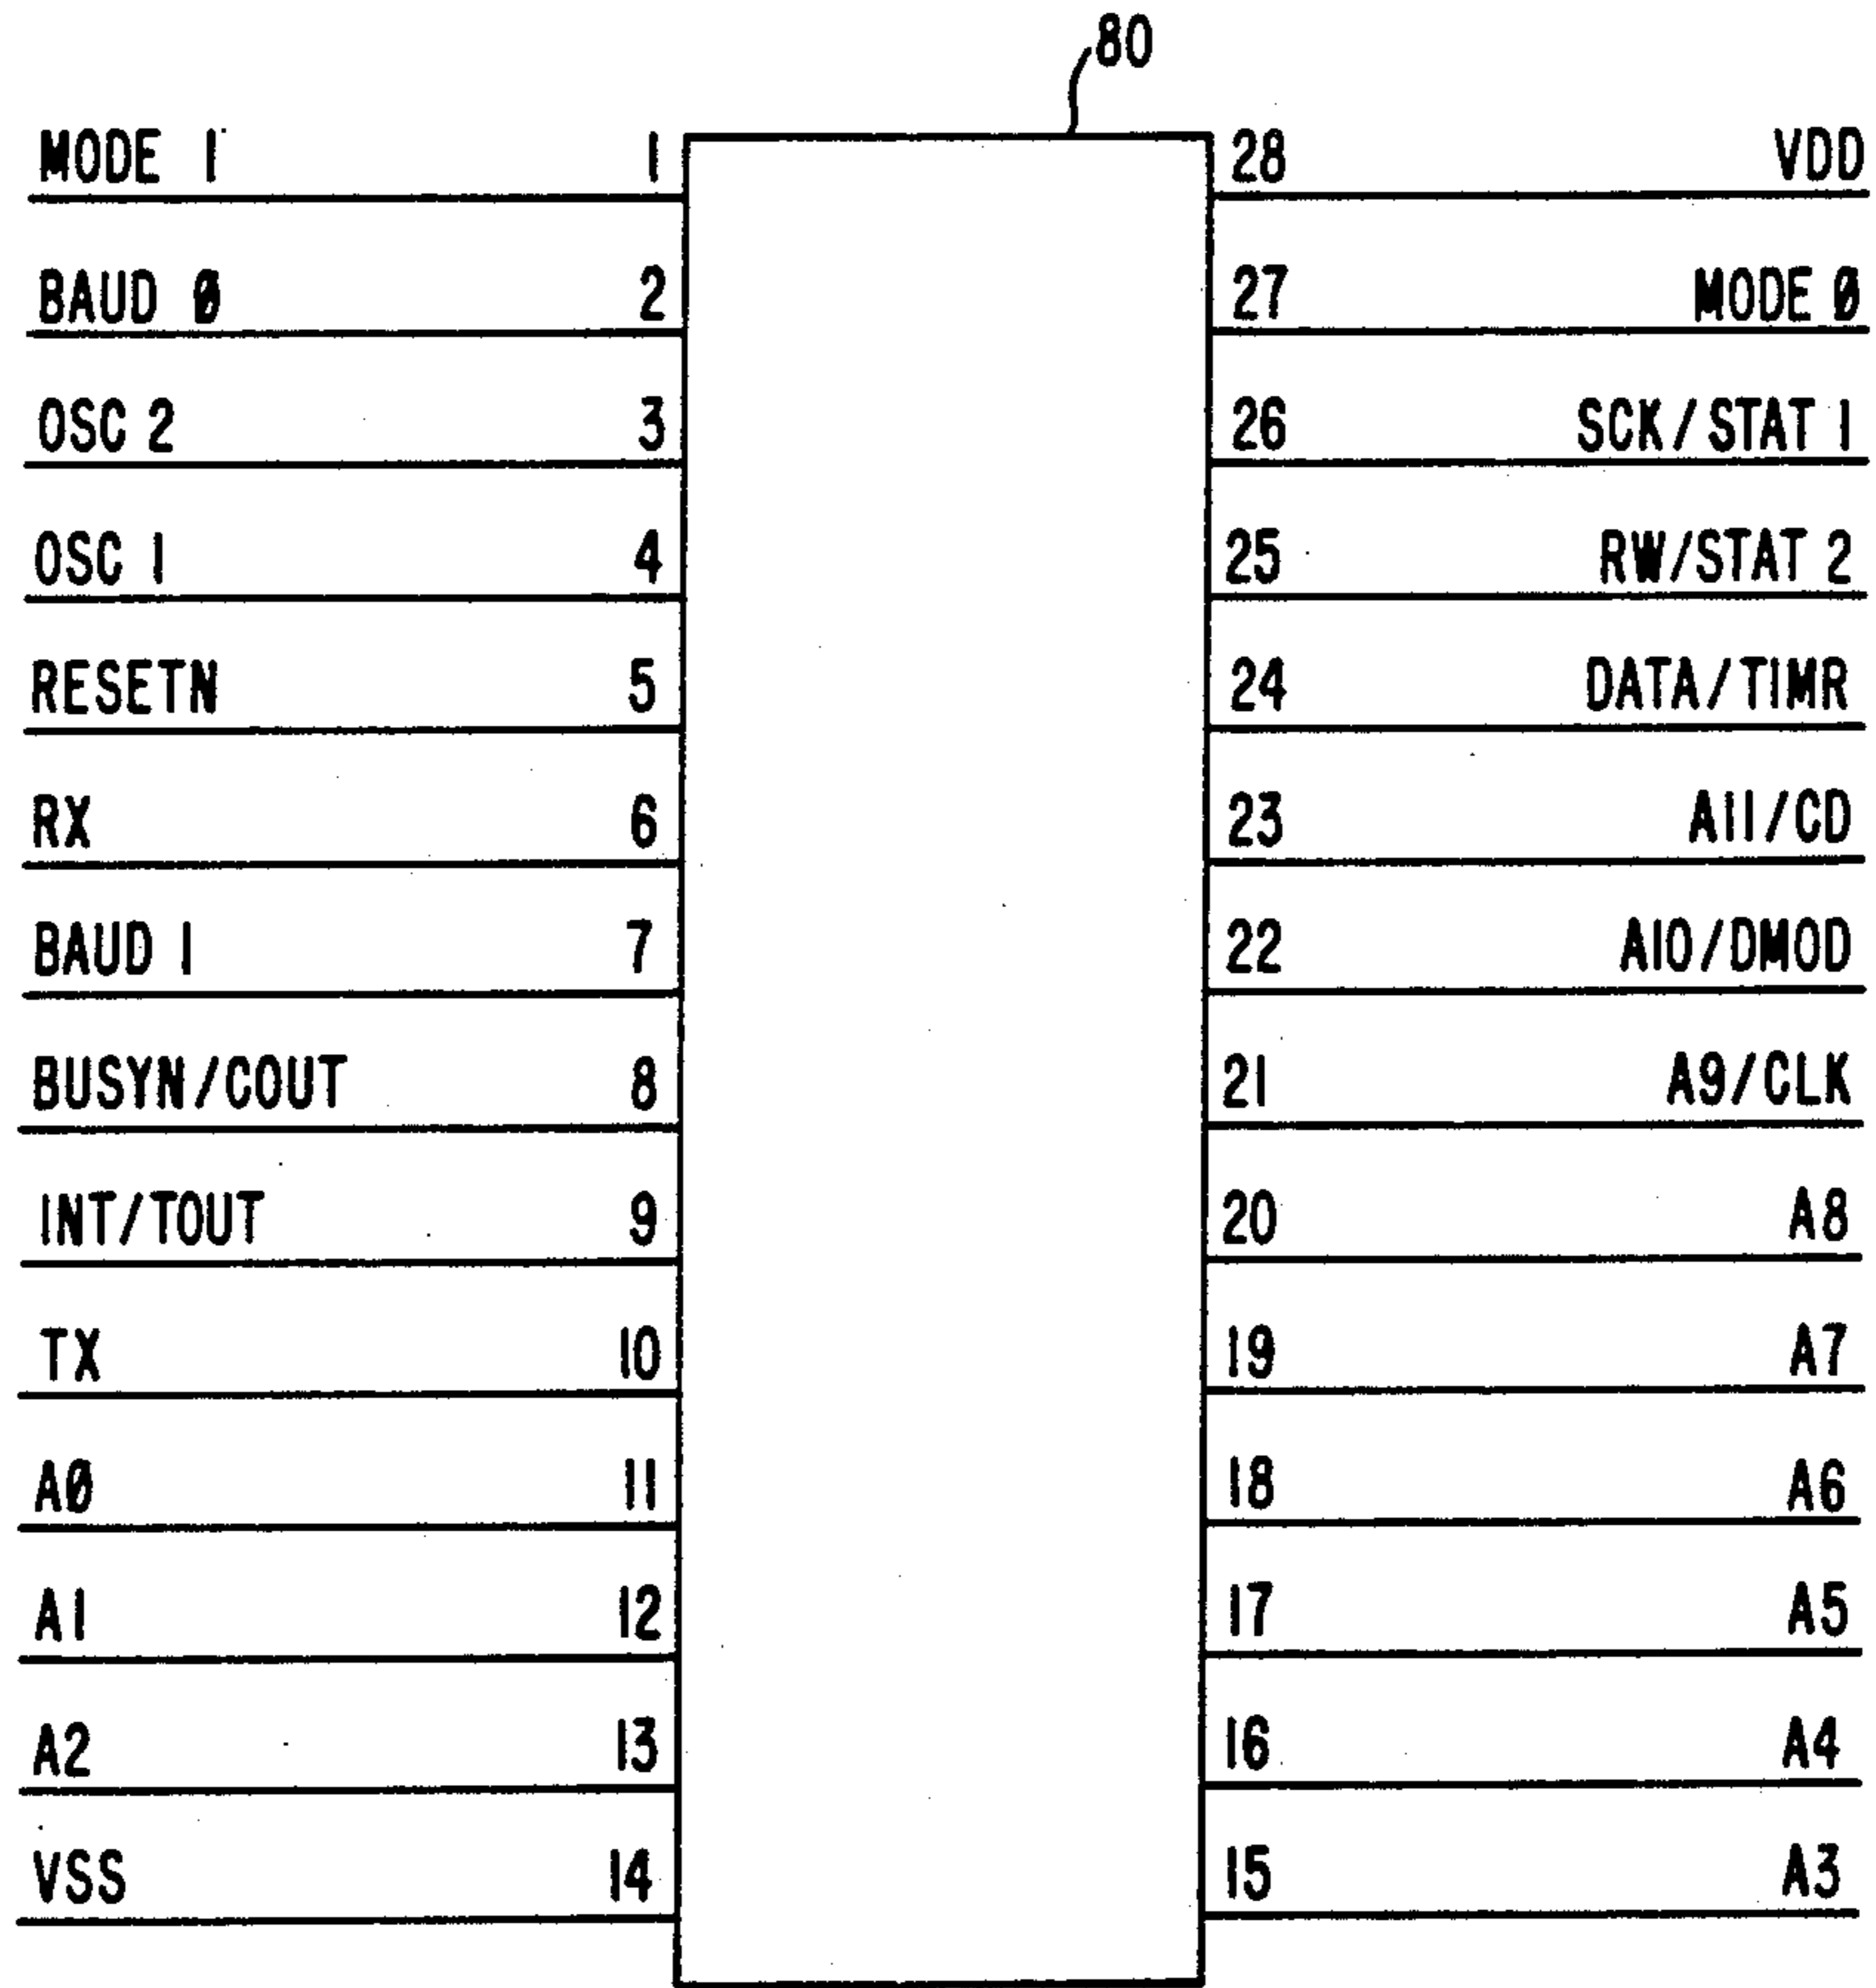 80
MODE 1 1 28 VDD
BAUD 0 2 27 MODE 0
OSC 2 3 26 SCK/STAT 1
OSC 1 4 25 RW/STAT 2
RESETN 5 24 DATA/TIMR
RX 6 23 A11/CD
BAUD 1 7 22 A10/DMOD
BUSYN/COUT 8 21 A9/CLK
INT/TOUT 9 20 A8
TX 10 19 A7
A0 11 18 A6
A1 12 17 A5
A2 13 16 A4
VSS 14 15 A3